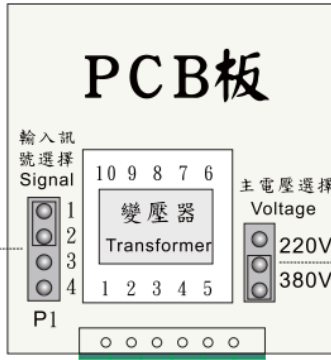 PCB板
輸入訊
號選擇
Signal
1
2
3
4
P1
10 9 8 7 6
變壓器
Transformer
1 2 3 4 5
主電壓選擇
Voltage
220V
380V